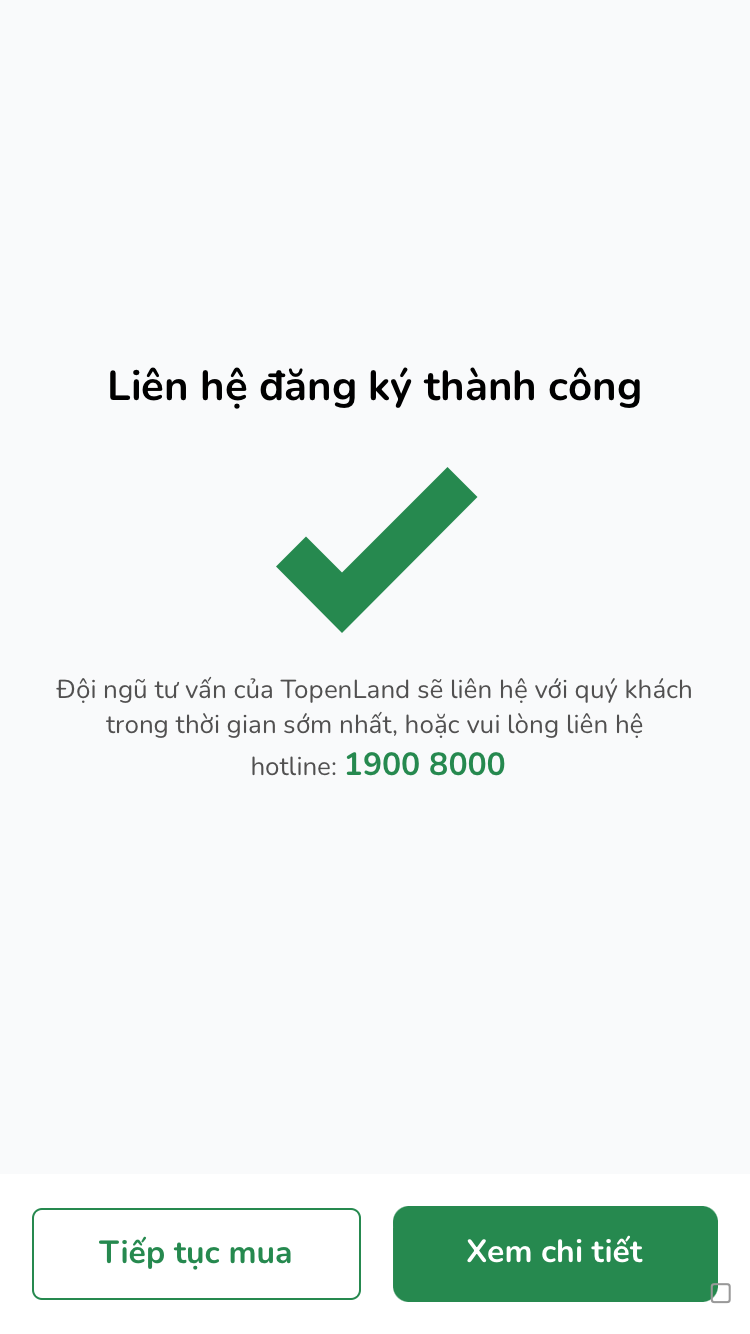 Liên hệ đăng ký thành công
Đội ngũ tư vấn của TopenLand sẽ liên hệ với quý khách
trong thời gian sớm nhất, hoặc vui lòng liên hệ
hotline: 1900 8000
Tiếp tục mua
Xem chi tiết